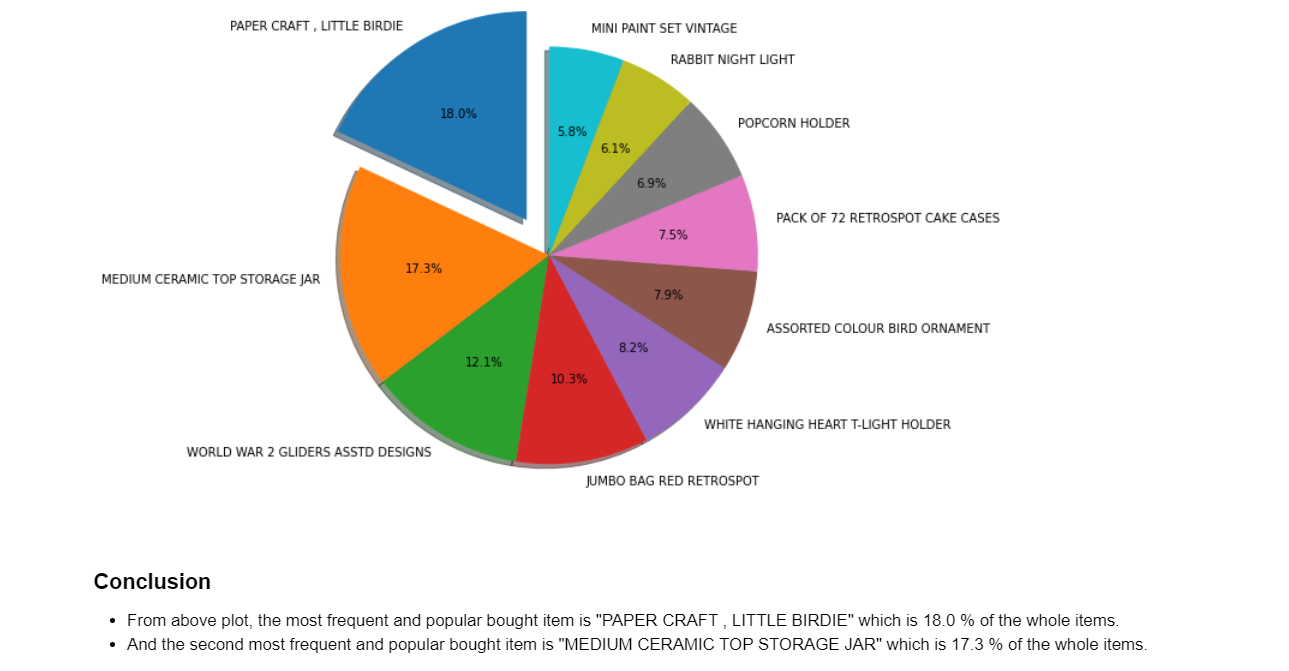 PAPER CRAFT , LITTLE BIRDIE
MINI PAINT SET VINTAGE
RABBIT NIGHT LIGHT
POPCORN HOLDER
18.0%
5.8%
6.1%
6.9%
PACK OF 72 RETROSPOT CAKE CASES
7.5%
MEDIUM CERAMIC TOP STORAGE JAR
17.3%
7.9%
ASSORTED COLOUR BIRD ORNAMENT
8.2%
12.1%
10.3%
WHITE HANGING HEART T-LIGHT HOLDER
WORLD WAR 2 GLIDERS ASSTD DESIGNS
JUMBO BAG RED RETROSPOT
Conclusion
• From above plot, the most frequent and popular bought item is "PAPER CRAFT , LITTLE BIRDIE" which is 18.0 % of the whole items.
• And the second most frequent and popular bought item is "MEDIUM CERAMIC TOP STORAGE JAR" which is 17.3 % of the whole items.